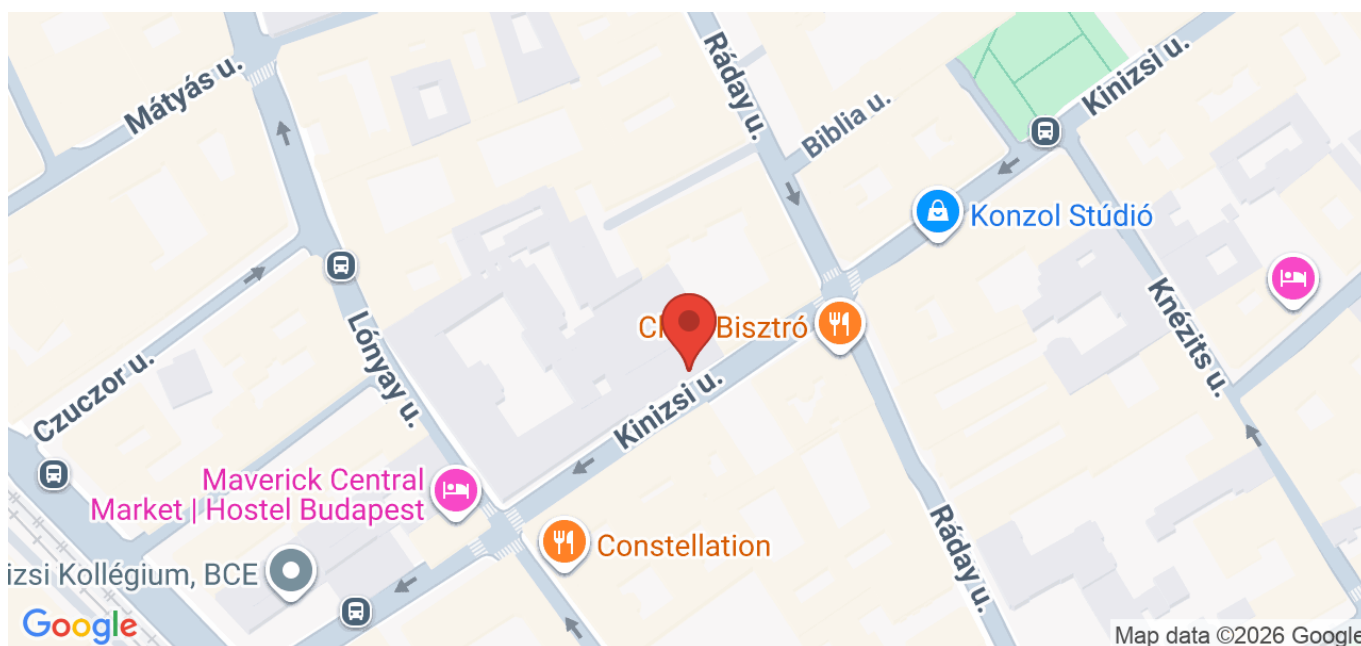 Mátyás u.
Ráday u.
Biblia u.
Kinizsi u.
Konzol Stúdió
Bisztró
Knézits u.
Lónyay u.
Czuczor u.
Kinizsi u.
Maverick Central
Market | Hostel Budapest
Constellation
Ráday u.
izsi Kollégium, BCE
Google
Map data ©2026 Google